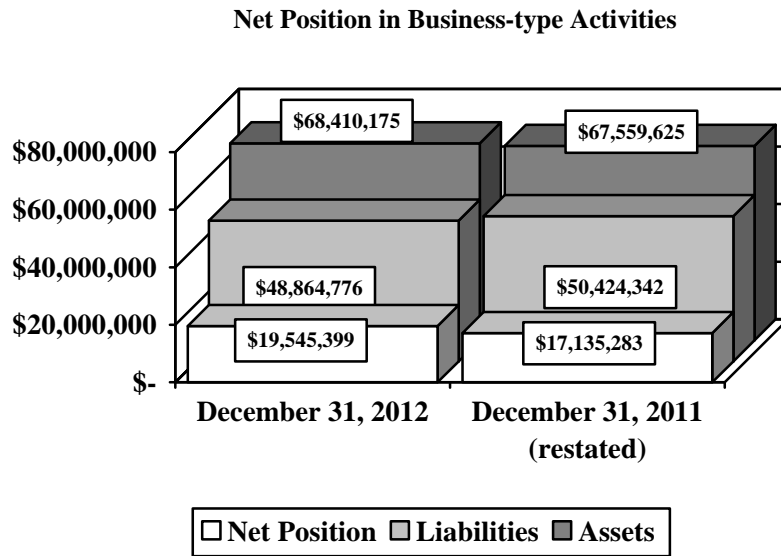 Net Position in Business-type Activities
$68,410,175
$67,559,625
$80,000,000
$60,000,000
$40,000,000
$20,000,000
$-
$48,864,776
$50,424,342
$19,545,399
$17,135,283
December 31, 2012
December 31, 2011
(restated)
Net Position
Liabilities
Assets